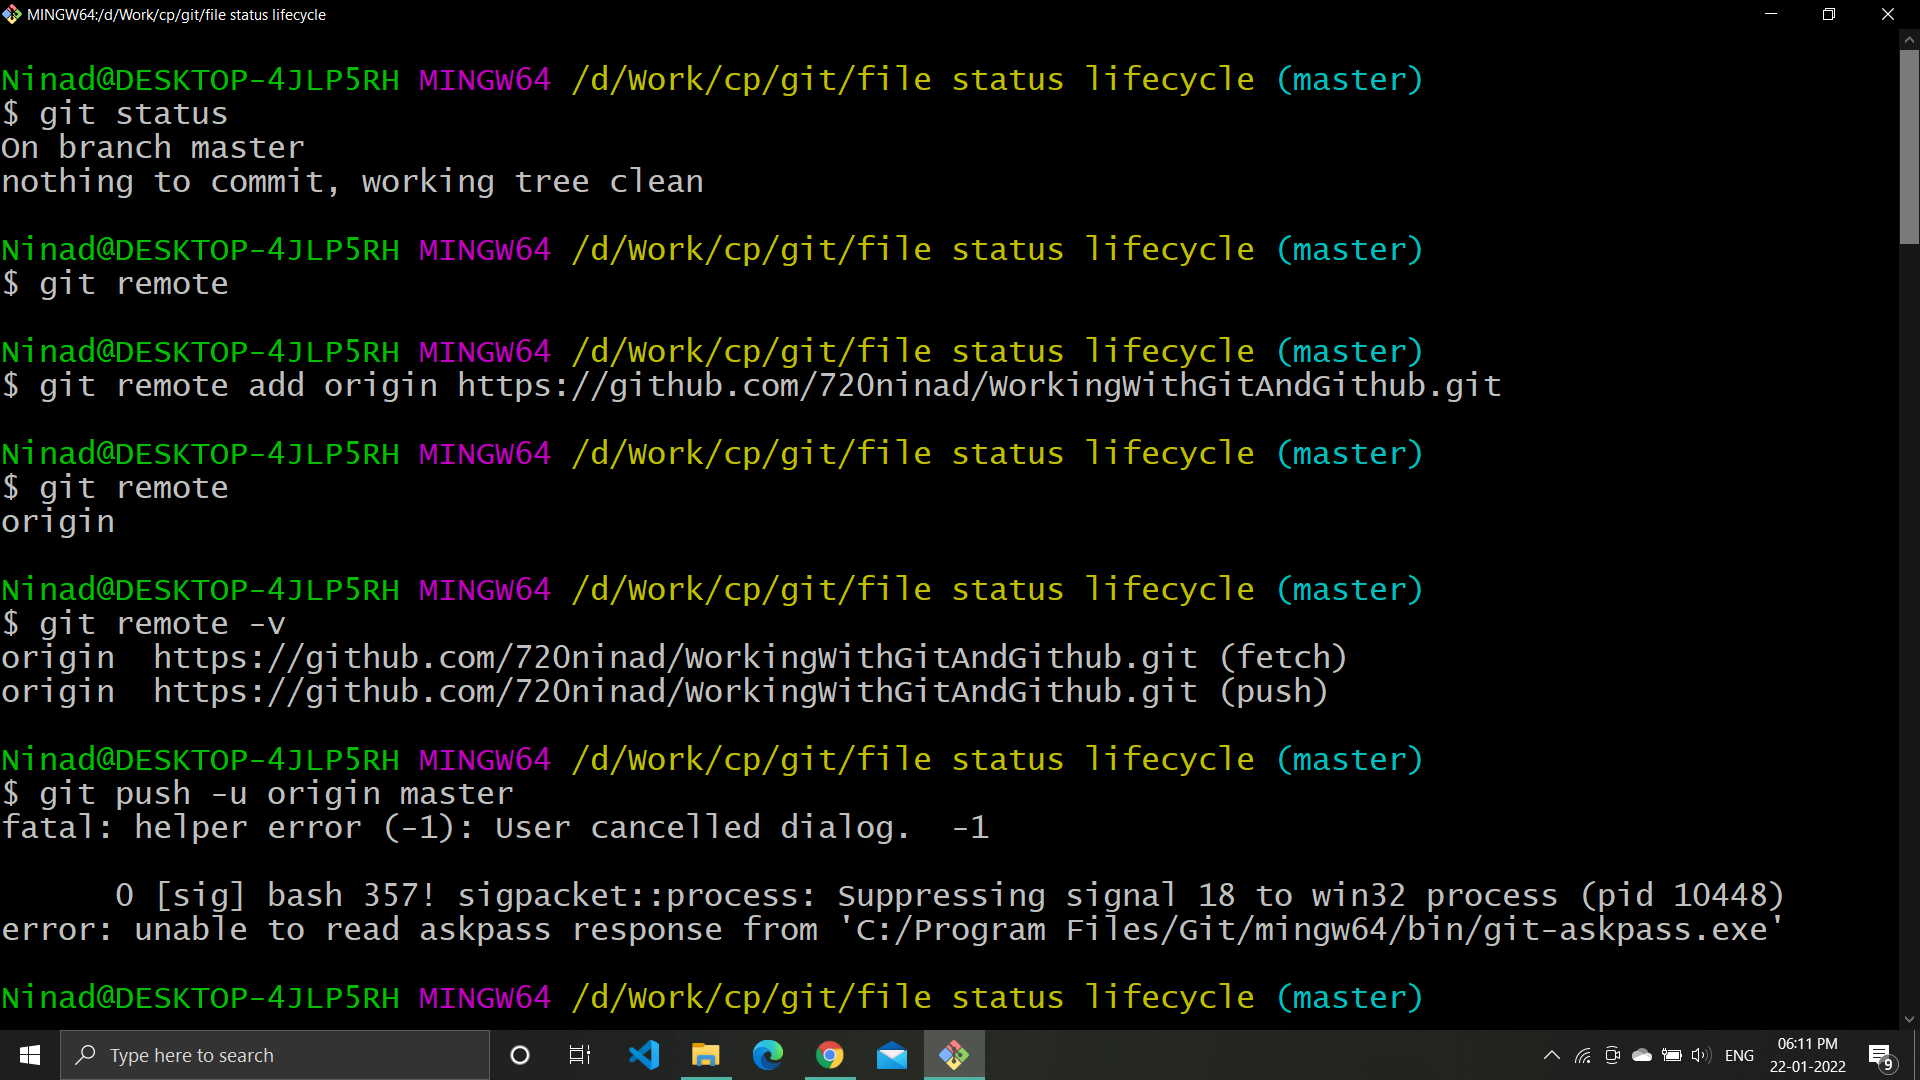 MINGW64:/d/Work/cp/git/file status lifecycle
Ninad@DESKTOP-4JLP5RH MINGW64 /d/Work/cp/git/file status lifecycle (master)
$ git status
On branch master
nothing to commit, working tree clean
Ninad@DESKTOP-4JLP5RH MINGW64 /d/Work/cp/git/file status lifecycle (master)
$ git remote
Ninad@DESKTOP-4JLP5RH MINGW64 /d/Work/cp/git/file status lifecycle (master)
$ git remote add origin https://github.com/720ninad/WorkingWithGitAndGithub.git
Ninad@DESKTOP-4JLP5RH MINGW64 /d/Work/cp/git/file status lifecycle (master)
$ git remote
origin
Ninad@DESKTOP-4JLP5RH MINGW64 /d/Work/cp/git/file status lifecycle (master)
$ git remote -v
origin  https://github.com/720ninad/WorkingWithGitAndGithub.git (fetch)
origin  https://github.com/720ninad/WorkingWithGitAndGithub.git (push)
Ninad@DESKTOP-4JLP5RH MINGW64 /d/Work/cp/git/file status lifecycle (master)
$ git push -u origin master
fatal: helper error (-1): User cancelled dialog.  -1
0 [sig] bash 357! sigpacket::process: Suppressing signal 18 to win32 process (pid 10448)
error: unable to read askpass response from 'C:/Program Files/Git/mingw64/bin/git-askpass.exe'
Ninad@DESKTOP-4JLP5RH MINGW64 /d/Work/cp/git/file status lifecycle (master)
Type here to search
ENG
06:11 PM
22-01-2022
9